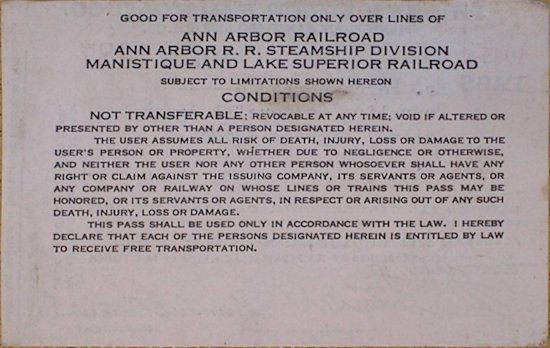 GOOD FOR TRANSPORTATION ONLY OVER LINES OF
ANN ARBOR RAILROAD
ANN ARBOR R. R. STEAMSHIP DIVISION
MANISTIQUE AND LAKE SUPERIOR RAILROAD
SUBJECT TO LIMITATIONS SHOWN HEREON
CONDITIONS
NOT TRANSFERABLE; REVOCABLE AT ANY TIME; VOID IF ALTERED OR
PRESENTED BY OTHER THAN A PERSON DESIGNATED HEREIN.
THE USER ASSUMES ALL RISK OF DEATH, INJURY, LOSS OR DAMAGE TO THE
USER'S PERSON OR PROPERTY, WHETHER DUE TO NEGLIGENCE OR OTHERWISE,
AND NEITHER THE USER NOR ANY OTHER PERSON WHOSOEVER SHALL HAVE ANY
RIGHT OR CLAIM AGAINST THE ISSUING COMPANY, ITS SERVANTS OR AGENTS, OR
ANY COMPANY OR RAILWAY ON WHOSE LINES OR TRAINS THIS PASS MAY BE
HONORED, OR ITS SERVANTS OR AGENTS, IN RESPECT OR ARISING OUT OF ANY SUCH
DEATH, INJURY, LOSS OR DAMAGE.
THIS PASS SHALL BE USED ONLY IN ACCORDANCE WITH THE LAW. I HEREBY
DECLARE THAT EACH OF THE PERSONS DESIGNATED HEREIN IS ENTITLED BY LAW
TO RECEIVE FREE TRANSPORTATION.